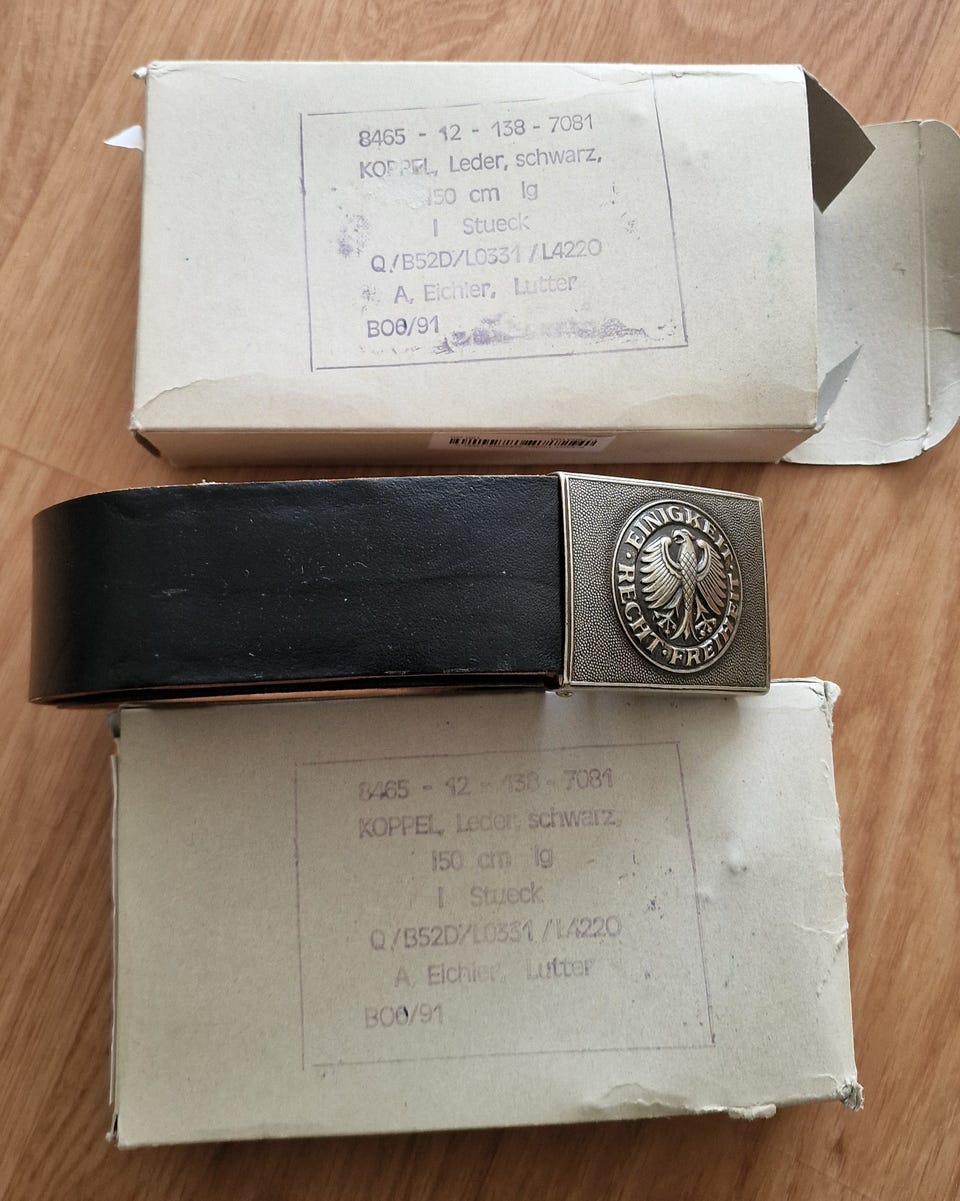 8465 - 12 - 138 - 7081
KOPPEL, Leder, schwarz,
150 cm lg
1 Stueck
Q/B52D/L0331/L4220
A. Eichler, Lutter
B06/91
EINIGKEIT · RECHT · FREIHEIT ·
8465 - 12 - 138 - 7081
KOPPEL, Leder, schwarz,
150 cm lg
1 Stueck
Q/B52D/L0331/L4220
A. Eichler, Lutter
B06/91